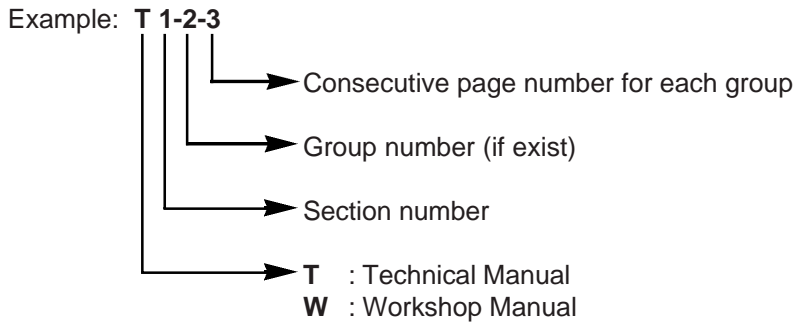 Example: T 1-2-3
Consecutive page number for each group
Group number (if exist)
Section number
T : Technical Manual
W : Workshop Manual